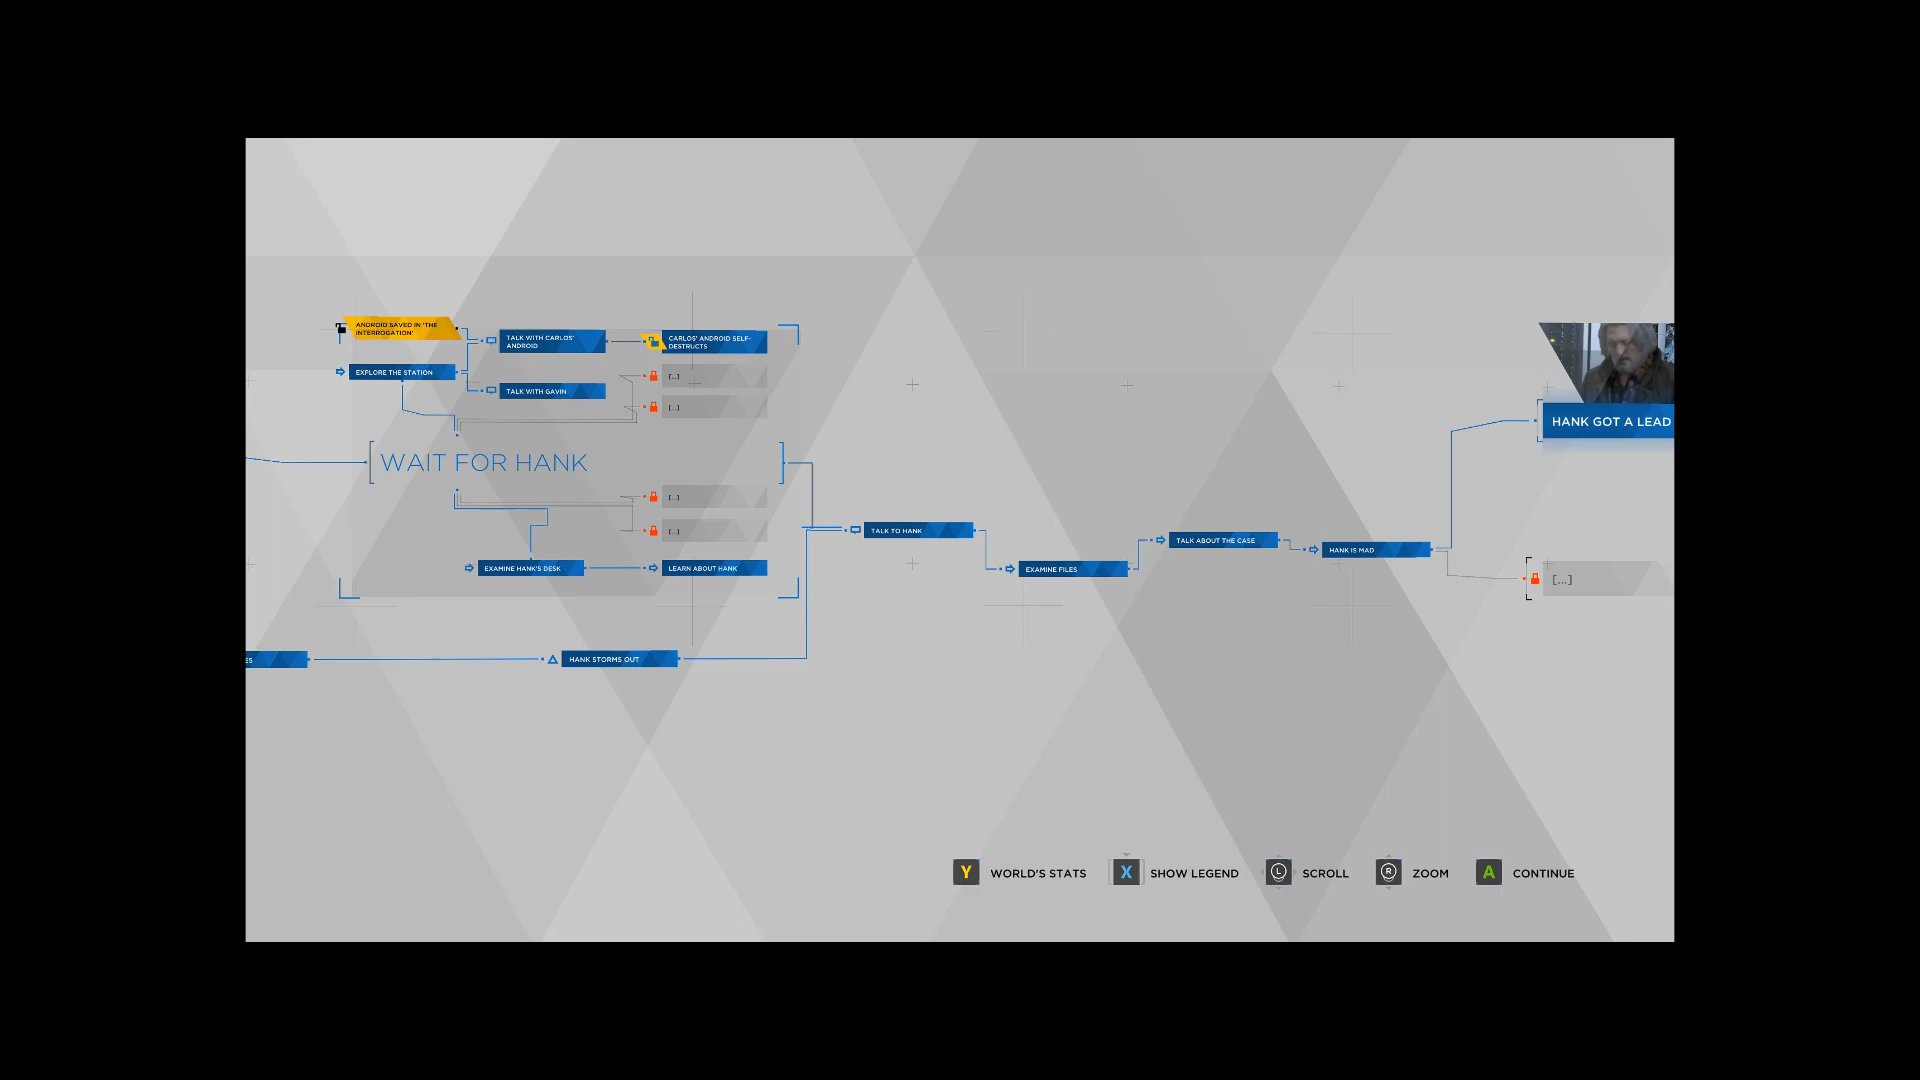 ANDROID SAVED IN 'THE
INTERROGATION'
TALK WITH CARLOS'
ANDROID
CARLOS' ANDROID SELF-
DESTRUCTS
EXPLORE THE STATION
[...]
TALK WITH GAVIN
[...]
HANK GOT A LEAD
WAIT FOR HANK
[...]
[...]
TALK TO HANK
TALK ABOUT THE CASE
HANK IS MAD
EXAMINE HANK'S DESK
LEARN ABOUT HANK
EXAMINE FILES
[...]
ES
HANK STORMS OUT
Y WORLD'S STATS
X SHOW LEGEND
L SCROLL
R ZOOM
A CONTINUE